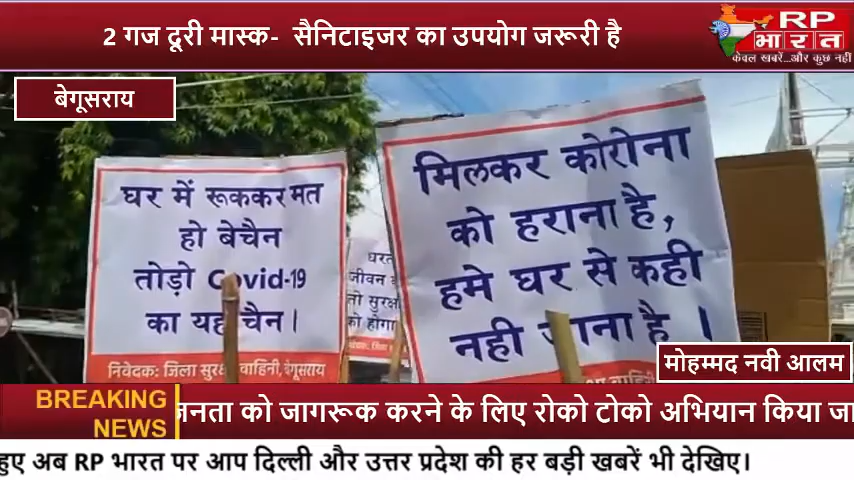 2 गज दूरी मास्क- सैनिटाइजर का उपयोग जरूरी है
RP
भारत
केवल खबरें...और कुछ नहीं
बेगूसराय
घर में रूककर मत
हो बेचैन
तोड़ो Covid-19
का यह चैन।
निवेदक: जिला सुरक्षा वाहिनी, बेगूसराय
जीवन
तो सुरक्ष
को होगा
मिलकर कोरोना
को हराना है,
हमे घर से कही
नही जाना है ।
वाहिनी
मोहम्मद नवी आलम
BREAKING
NEWS
जनता को जागरूक करने के लिए रोको टोको अभियान किया जा
हुए अब RP भारत पर आप दिल्ली और उत्तर प्रदेश की हर बड़ी खबरें भी देखिए।